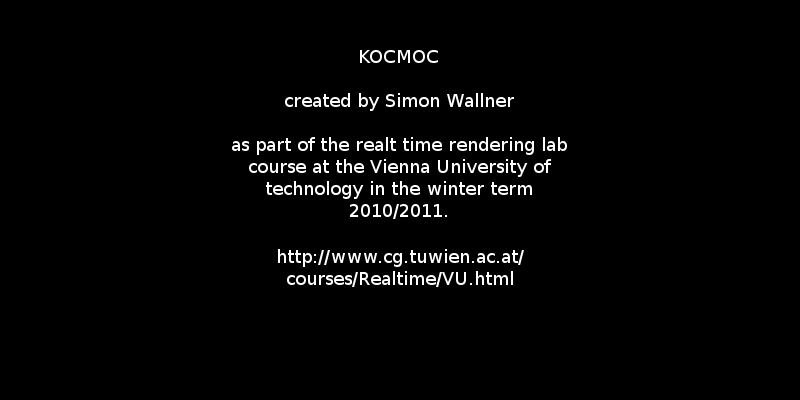 KOCMOC
created by Simon Wallner
as part of the realt time rendering lab
course at the Vienna University of
technology in the winter term
2010/2011.
http://www.cg.tuwien.ac.at/
courses/Realtime/VU.html